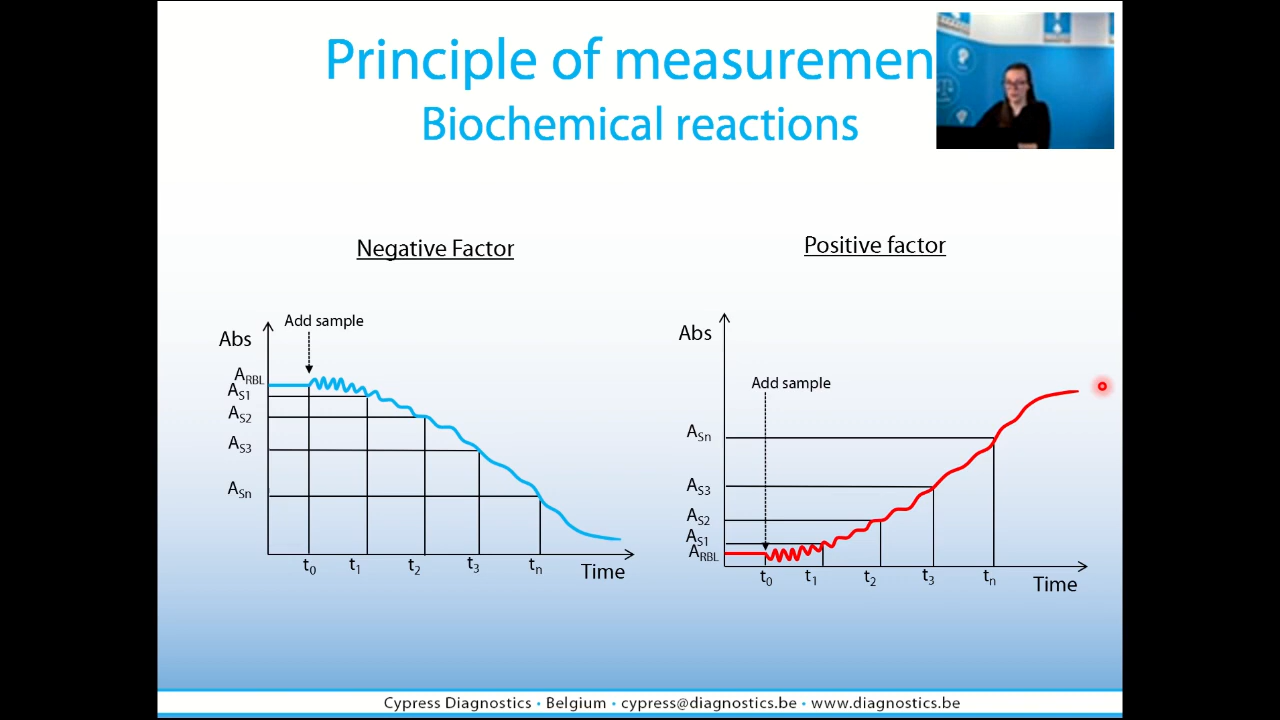 Principle of measuremen
Biochemical reactions
Negative Factor
Positive factor
Add sample
Abs
A_RBL
A_S1
A_S2
A_S3
A_Sn
t_0 t_1 t_2 t_3 t_n
Time
Abs
Add sample
A_Sn
A_S3
A_S2
A_S1
A_RBL
t_0 t_1 t_2 t_3 t_n
Time
Cypress Diagnostics • Belgium • cypress@diagnostics.be • www.diagnostics.be